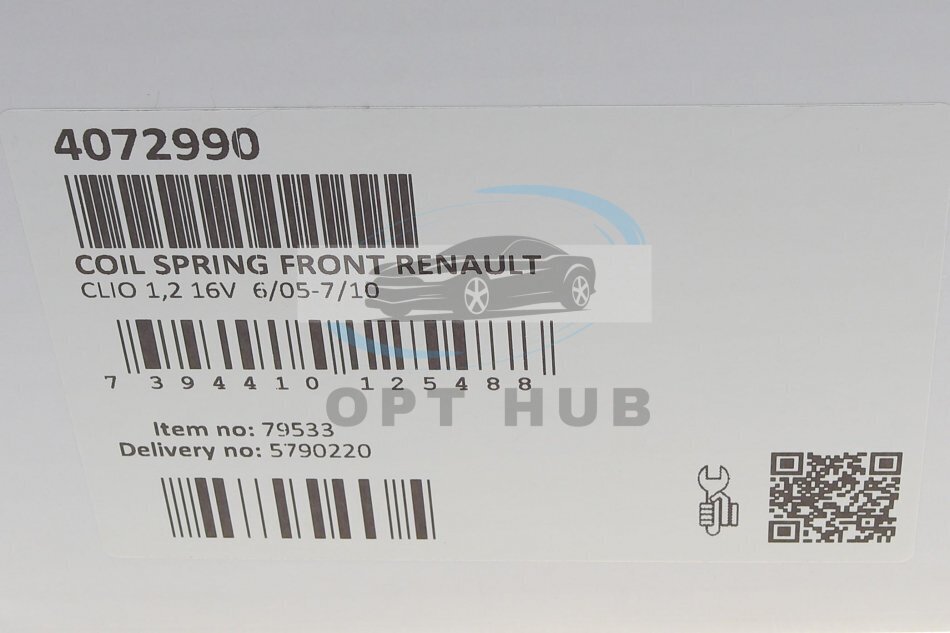 4072990
COIL SPRING FRONT RENAULT
CLIO 1,2 16V 6/05-7/10
7 394410 125488
OPT HUB
Item no: 79533
Delivery no: 5790220